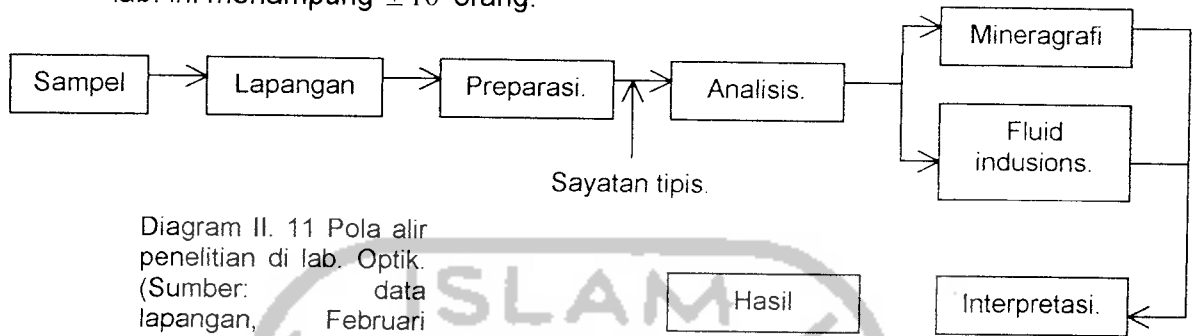 lab. ini menampung ± 10 orang.
Sampel
Lapangan
Preparasi.
Analisis.
Mineragrafi
Fluid
indusions.
Sayatan tipis.
Diagram II. 11 Pola alir
penelitian di lab. Optik.
(Sumber: data
lapangan, Februari
Hasil
Interpretasi.
ISLAM